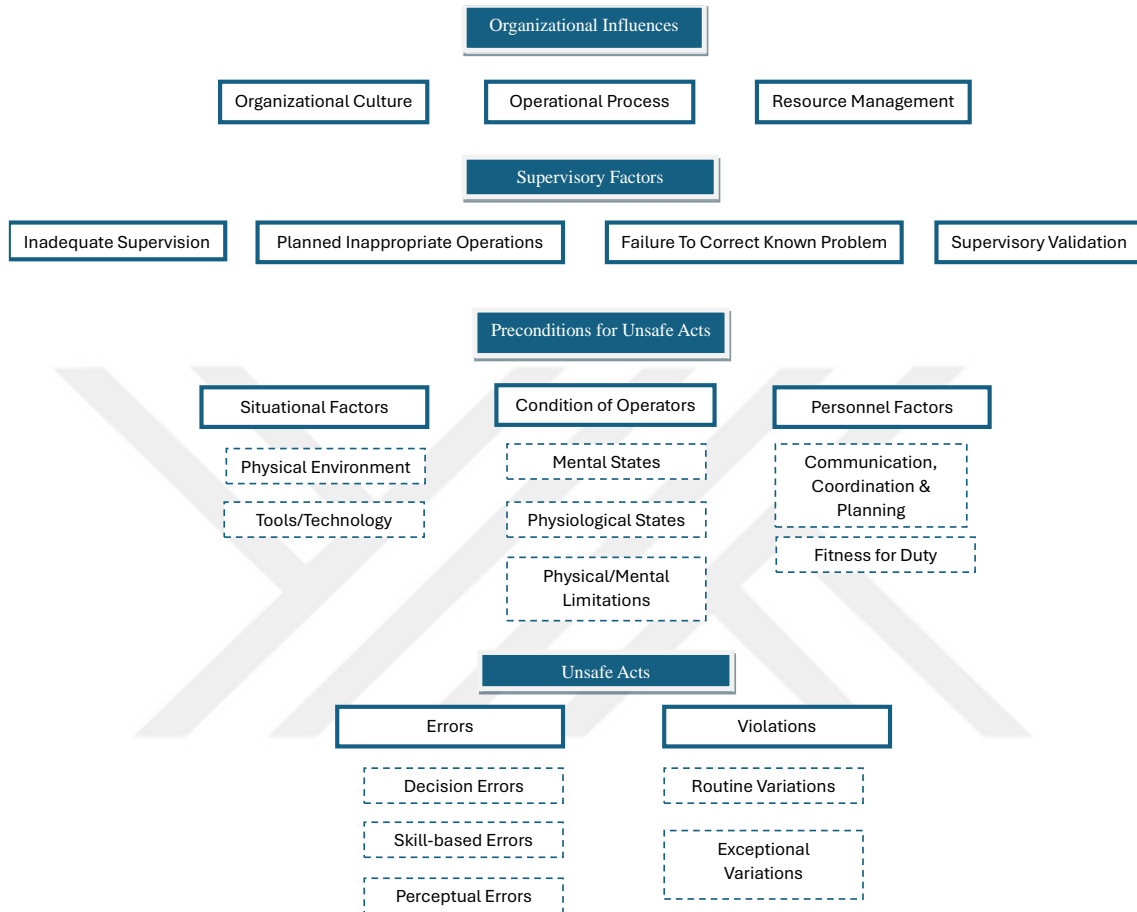 Organizational Influences
Organizational Culture
Operational Process
Resource Management
Supervisory Factors
Inadequate Supervision
Planned Inappropriate Operations
Failure To Correct Known Problem
Supervisory Validation
Preconditions for Unsafe Acts
Situational Factors
Condition of Operators
Personnel Factors
Physical Environment
Mental States
Communication,
Coordination &
Planning
Tools/Technology
Physiological States
Fitness for Duty
Physical/Mental
Limitations
Unsafe Acts
Errors
Violations
Decision Errors
Routine Variations
Skill-based Errors
Exceptional
Variations
Perceptual Errors